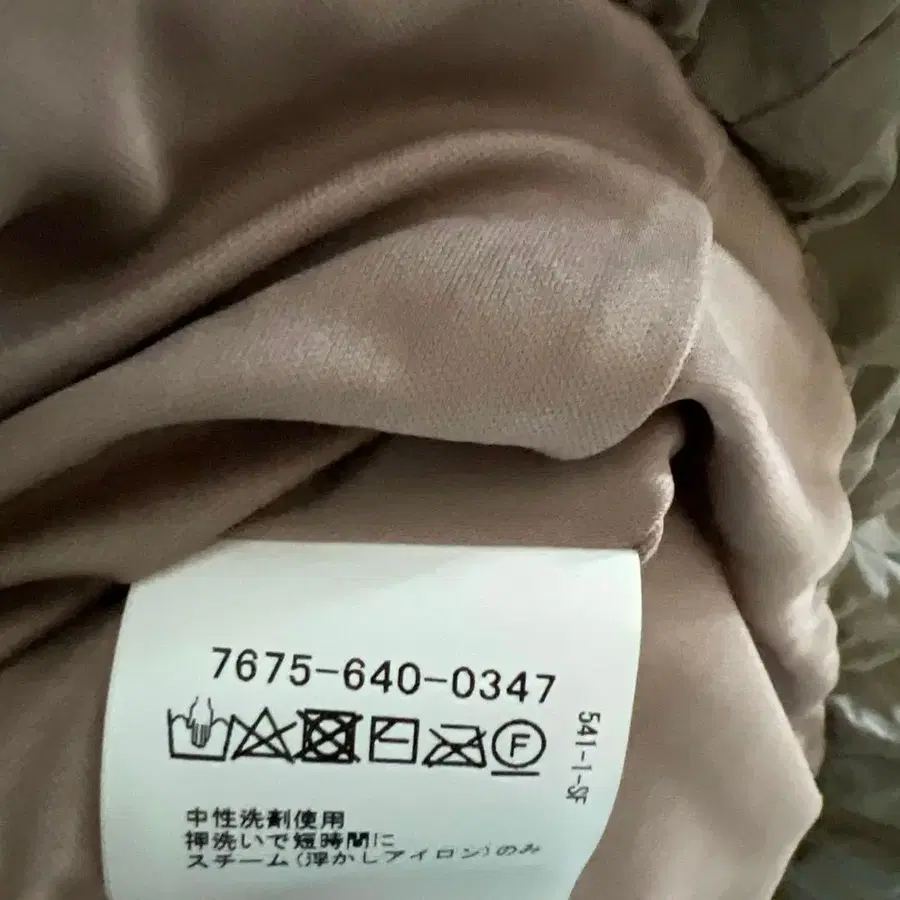 7675-640-0347
F
541-1-SF
中性洗剤使用
押洗いで短時間に
スチーム(浮かしアイロン)のみ